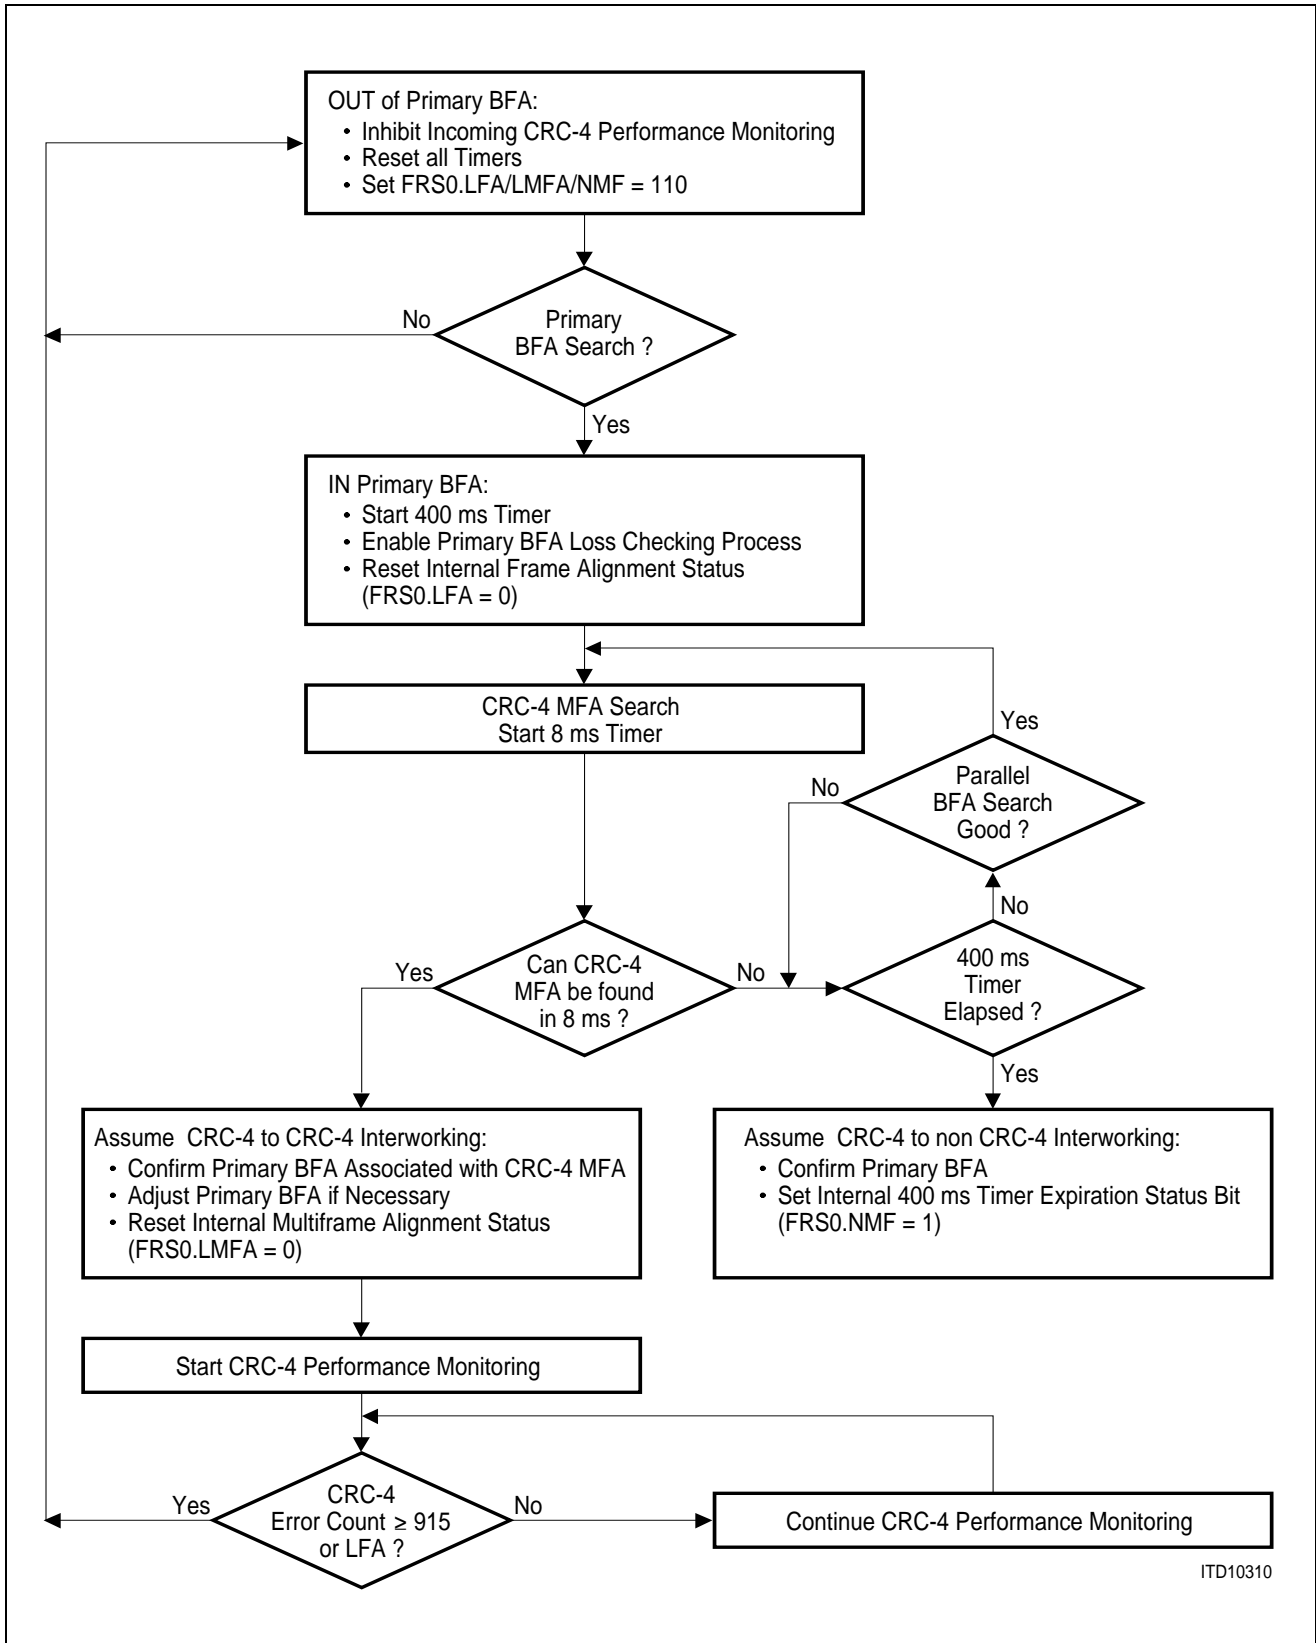 OUT of Primary BFA:
• Inhibit Incoming CRC-4 Performance Monitoring
• Reset all Timers
• Set FRS0.LFA/LMFA/NMF = 110
No
Primary
BFA Search ?
Yes
IN Primary BFA:
• Start 400 ms Timer
• Enable Primary BFA Loss Checking Process
• Reset Internal Frame Alignment Status
(FRS0.LFA = 0)
CRC-4 MFA Search
Start 8 ms Timer
Yes
No
Parallel
BFA Search
Good ?
No
Yes
Can CRC-4
MFA be found
in 8 ms ?
No
400 ms
Timer
Elapsed ?
Yes
Assume CRC-4 to CRC-4 Interworking:
• Confirm Primary BFA Associated with CRC-4 MFA
• Adjust Primary BFA if Necessary
• Reset Internal Multiframe Alignment Status
(FRS0.LMFA = 0)
Assume CRC-4 to non CRC-4 Interworking:
• Confirm Primary BFA
• Set Internal 400 ms Timer Expiration Status Bit
(FRS0.NMF = 1)
Start CRC-4 Performance Monitoring
Yes
CRC-4
Error Count ≥ 915
or LFA ?
No
Continue CRC-4 Performance Monitoring
ITD10310